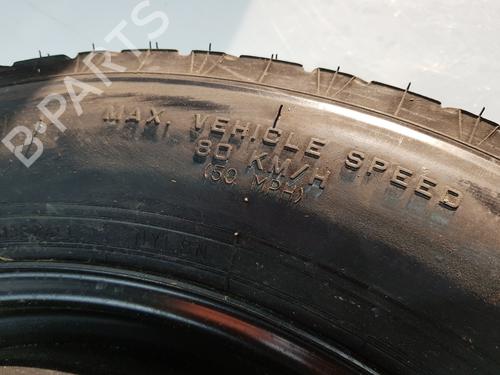 B-PARTS
MAX. VEHICLE SPEED
80 KM/H
(50 MPH)